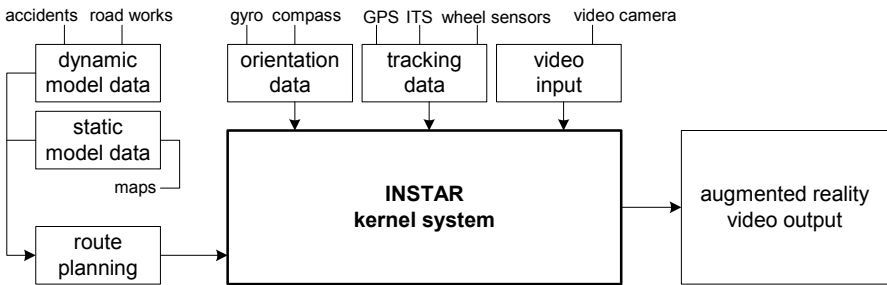 accidents road works
gyro compass
GPS ITS wheel sensors
video camera
dynamic
model data
orientation
data
tracking
data
video
input
static
model data
maps
INSTAR
kernel system
augmented reality
video output
route
planning